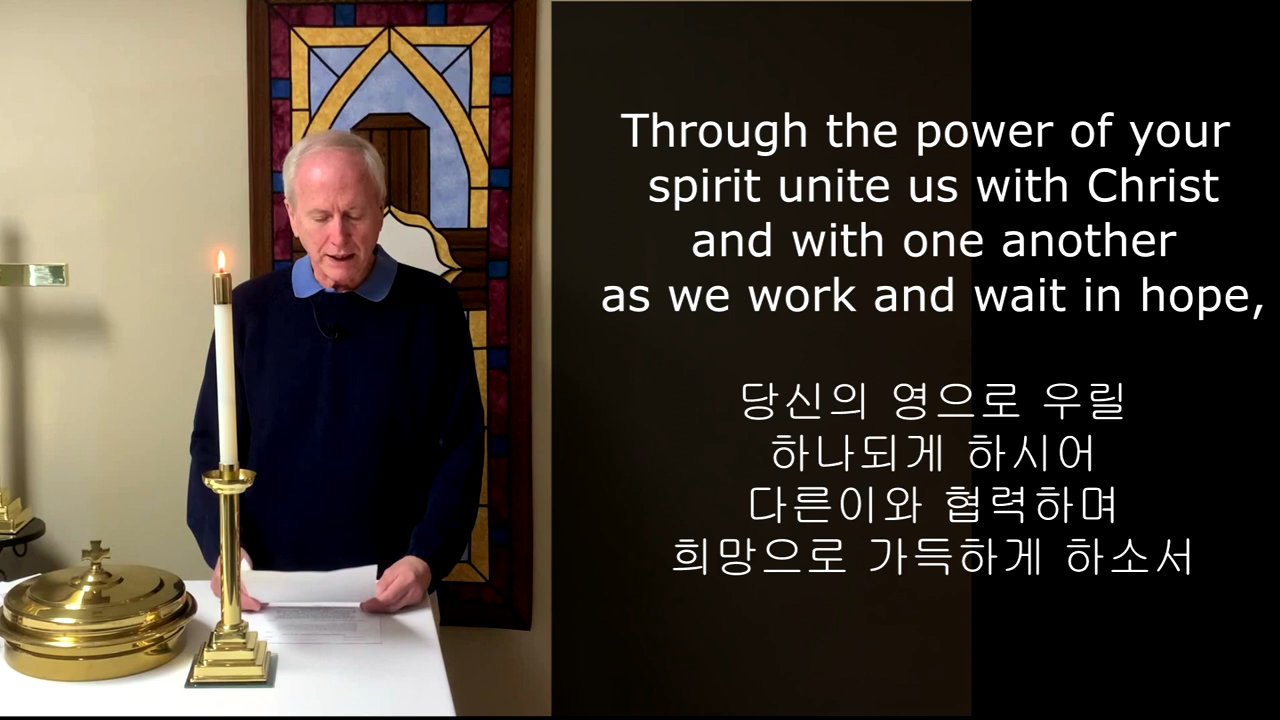 Through the power of your
spirit unite us with Christ
and with one another
as we work and wait in hope,
당신의 영으로 우릴
하나되게 하시어
다른이와 협력하며
희망으로 가득하게 하소서